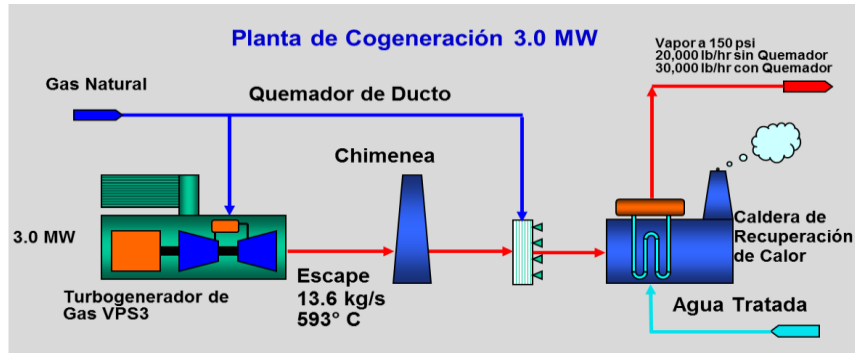 Planta de Cogeneración 3.0 MW
Vapor a 150 psi
20,000 lb/hr sin Quemador
30,000 lb/hr con Quemador
Gas Natural
Quemador de Ducto
Chimenea
3.0 MW
Caldera de
Recuperación
de Calor
Escape
13.6 kg/s
593° C
Turbogenerador de
Gas VPS3
Agua Tratada